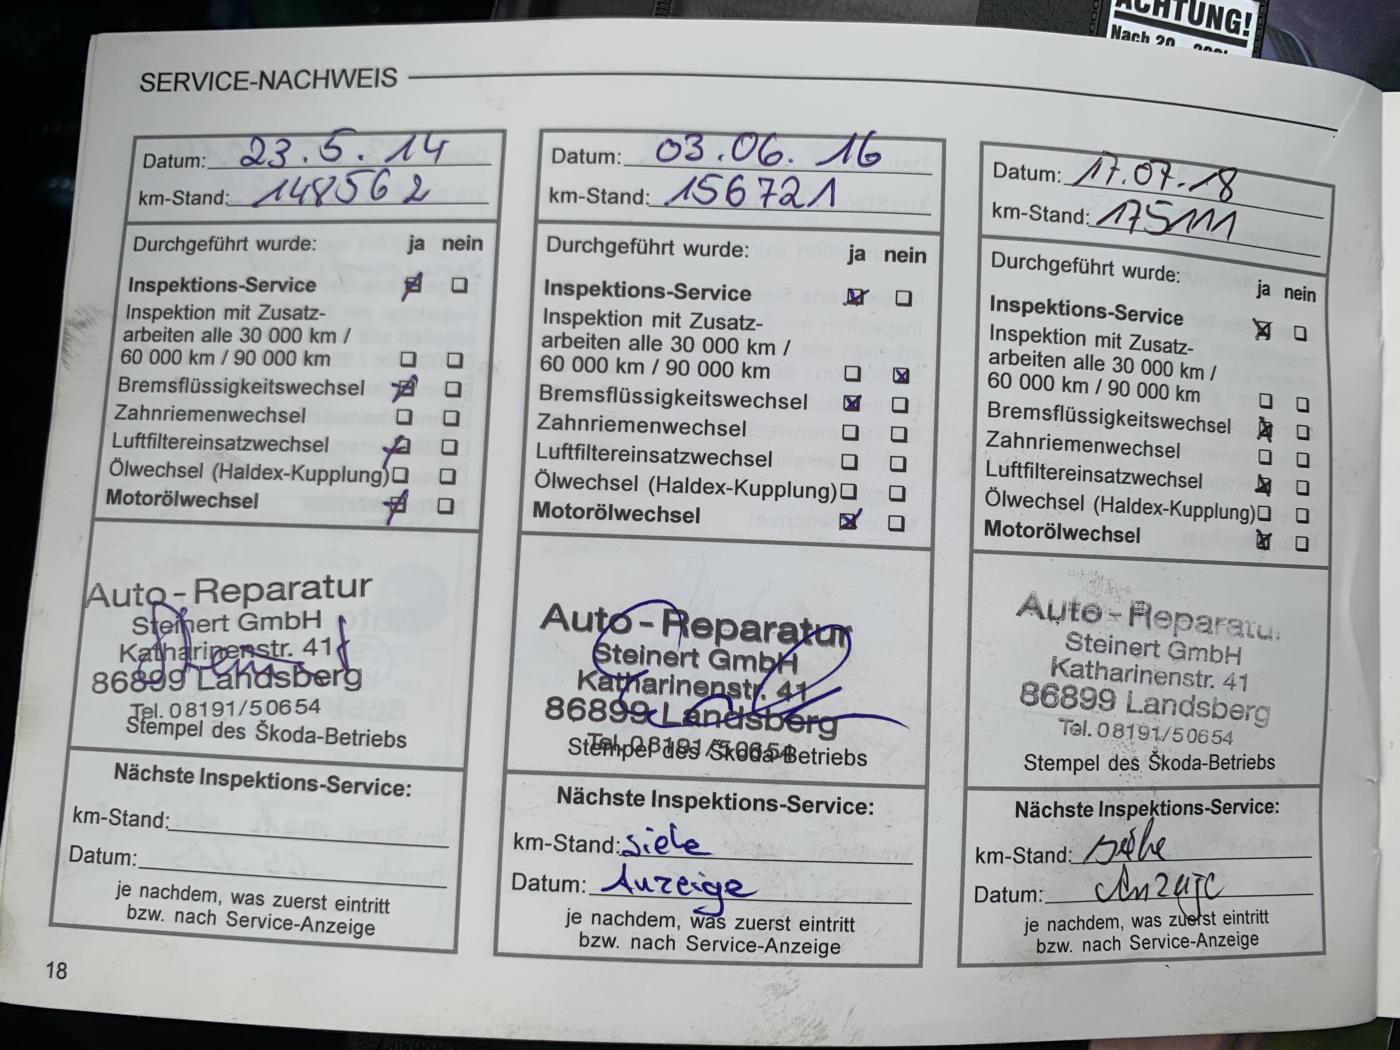 ACHTUNG!
SERVICE-NACHWEIS
Datum: 23.5.14
km-Stand: 148562
Durchgeführt wurde: ja nein
Inspektions-Service
Inspektion mit Zusatz-
arbeiten alle 30 000 km /
60 000 km / 90 000 km
Bremsflüssigkeitswechsel
Zahnriemenwechsel
Luftfiltereinsatzwechsel
Ölwechsel (Haldex-Kupplung)
Motorölwechsel
Auto-Reparatur
Steinert GmbH
Katharinenstr. 41
86899 Landsberg
Tel. 08191/50654
Stempel des Škoda-Betriebs
Nächste Inspektions-Service:
km-Stand:
Datum:
je nachdem, was zuerst eintritt
bzw. nach Service-Anzeige
18
Datum: 03.06.16
km-Stand: 156721
Durchgeführt wurde: ja nein
Inspektions-Service
Inspektion mit Zusatz-
arbeiten alle 30 000 km /
60 000 km / 90 000 km
Bremsflüssigkeitswechsel
Zahnriemenwechsel
Luftfiltereinsatzwechsel
Ölwechsel (Haldex-Kupplung)
Motorölwechsel
Auto-Reparatur
Steinert GmbH
Katharinenstr. 41
86899 Landsberg
Tel. 08191/50654
Stempel des Škoda-Betriebs
Nächste Inspektions-Service:
km-Stand: siehe
Datum: Anzeige
je nachdem, was zuerst eintritt
bzw. nach Service-Anzeige
Datum: 17.07.18
km-Stand: 175111
Durchgeführt wurde: ja nein
Inspektions-Service
Inspektion mit Zusatz-
arbeiten alle 30 000 km /
60 000 km / 90 000 km
Bremsflüssigkeitswechsel
Zahnriemenwechsel
Luftfiltereinsatzwechsel
Ölwechsel (Haldex-Kupplung)
Motorölwechsel
Auto-Reparatur
Steinert GmbH
Katharinenstr. 41
86899 Landsberg
Tel. 08191/50654
Stempel des Škoda-Betriebs
Nächste Inspektions-Service:
km-Stand: siehe
Datum: Anzeige
je nachdem, was zuerst eintritt
bzw. nach Service-Anzeige